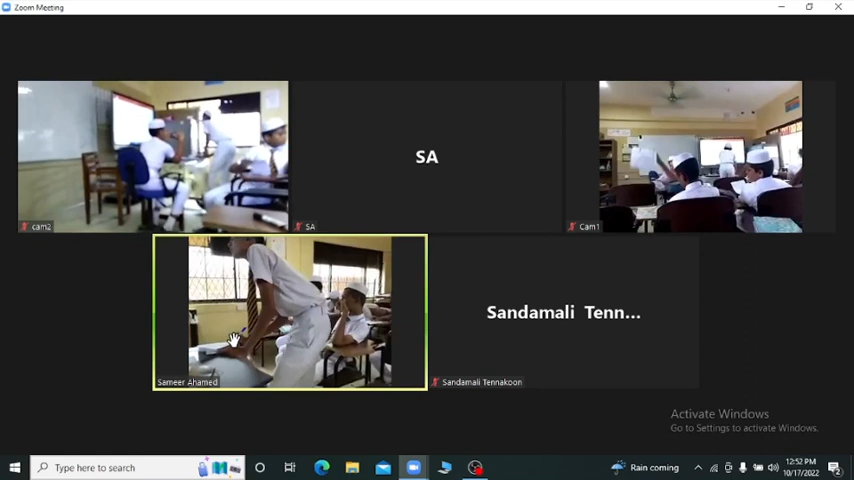 Zoom Meeting
SA
cam2
SA
Cam1
Sandamali Tenn...
Sameer Ahamed
Sandamali Tennakoon
Activate Windows
Go to Settings to activate Windows.
Type here to search
Rain coming
12:52 PM
10/17/2022
2